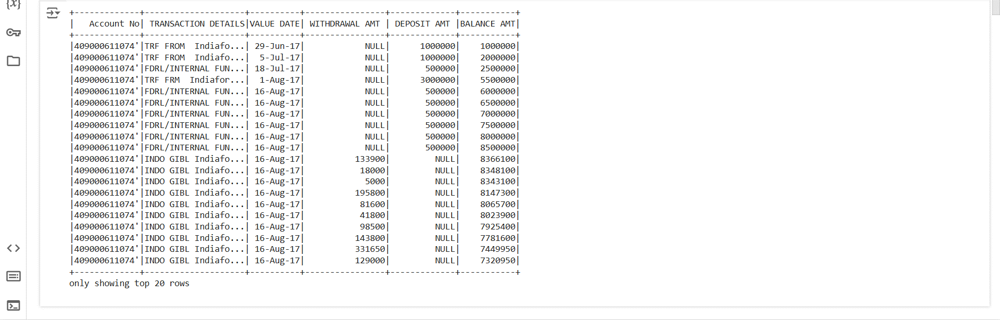 {x}
+-------------+--------------------+----------+----------------+-------------+-----------+
|   Account No| TRANSACTION DETAILS|VALUE DATE| WITHDRAWAL AMT | DEPOSIT AMT |BALANCE AMT|
+-------------+--------------------+----------+----------------+-------------+-----------+
|409000611074'|TRF FROM  Indiafo...| 29-Jun-17|            NULL|      1000000|    1000000|
|409000611074'|TRF FROM  Indiafo...|  5-Jul-17|            NULL|      1000000|    2000000|
|409000611074'|FDRL/INTERNAL FUN...| 18-Jul-17|            NULL|       500000|    2500000|
|409000611074'|TRF FRM  Indiafor...|  1-Aug-17|            NULL|      3000000|    5500000|
|409000611074'|FDRL/INTERNAL FUN...| 16-Aug-17|            NULL|       500000|    6000000|
|409000611074'|FDRL/INTERNAL FUN...| 16-Aug-17|            NULL|       500000|    6500000|
|409000611074'|FDRL/INTERNAL FUN...| 16-Aug-17|            NULL|       500000|    7000000|
|409000611074'|FDRL/INTERNAL FUN...| 16-Aug-17|            NULL|       500000|    7500000|
|409000611074'|FDRL/INTERNAL FUN...| 16-Aug-17|            NULL|       500000|    8000000|
|409000611074'|FDRL/INTERNAL FUN...| 16-Aug-17|            NULL|       500000|    8500000|
|409000611074'|INDO GIBL Indiafo...| 16-Aug-17|          133900|         NULL|    8366100|
|409000611074'|INDO GIBL Indiafo...| 16-Aug-17|           18000|         NULL|    8348100|
|409000611074'|INDO GIBL Indiafo...| 16-Aug-17|            5000|         NULL|    8343100|
|409000611074'|INDO GIBL Indiafo...| 16-Aug-17|          195800|         NULL|    8147300|
|409000611074'|INDO GIBL Indiafo...| 16-Aug-17|           81600|         NULL|    8065700|
|409000611074'|INDO GIBL Indiafo...| 16-Aug-17|           41800|         NULL|    8023900|
|409000611074'|INDO GIBL Indiafo...| 16-Aug-17|           98500|         NULL|    7925400|
|409000611074'|INDO GIBL Indiafo...| 16-Aug-17|          143800|         NULL|    7781600|
|409000611074'|INDO GIBL Indiafo...| 16-Aug-17|          331650|         NULL|    7449950|
|409000611074'|INDO GIBL Indiafo...| 16-Aug-17|          129000|         NULL|    7320950|
+-------------+--------------------+----------+----------------+-------------+-----------+
only showing top 20 rows